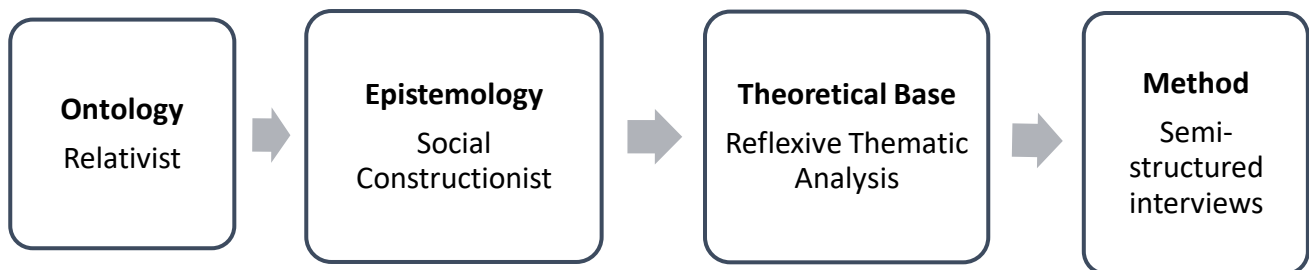 Ontology
Relativist
Epistemology
Social
Constructionist
Theoretical Base
Reflexive Thematic
Analysis
Method
Semi-
structured
interviews